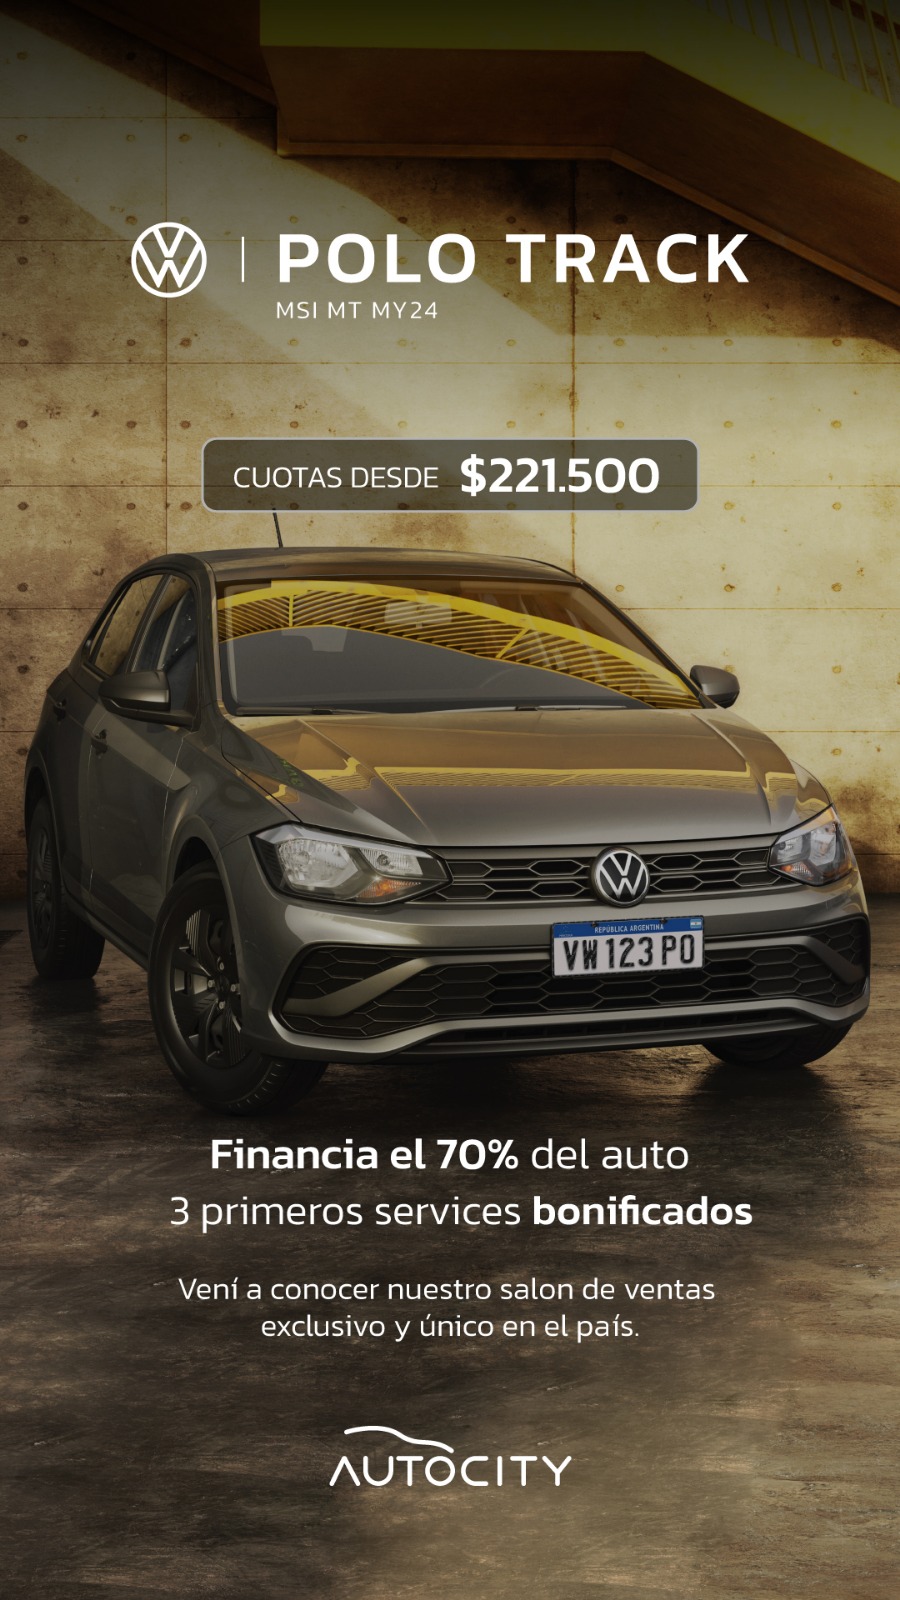 POLO TRACK
MSI MT MY24
CUOTAS DESDE $221.500
REPÚBLICA ARGENTINA
VW 123 PO
Financia el 70% del auto
3 primeros services bonificados
Vení a conocer nuestro salon de ventas
exclusivo y único en el país.
AUTOCITY